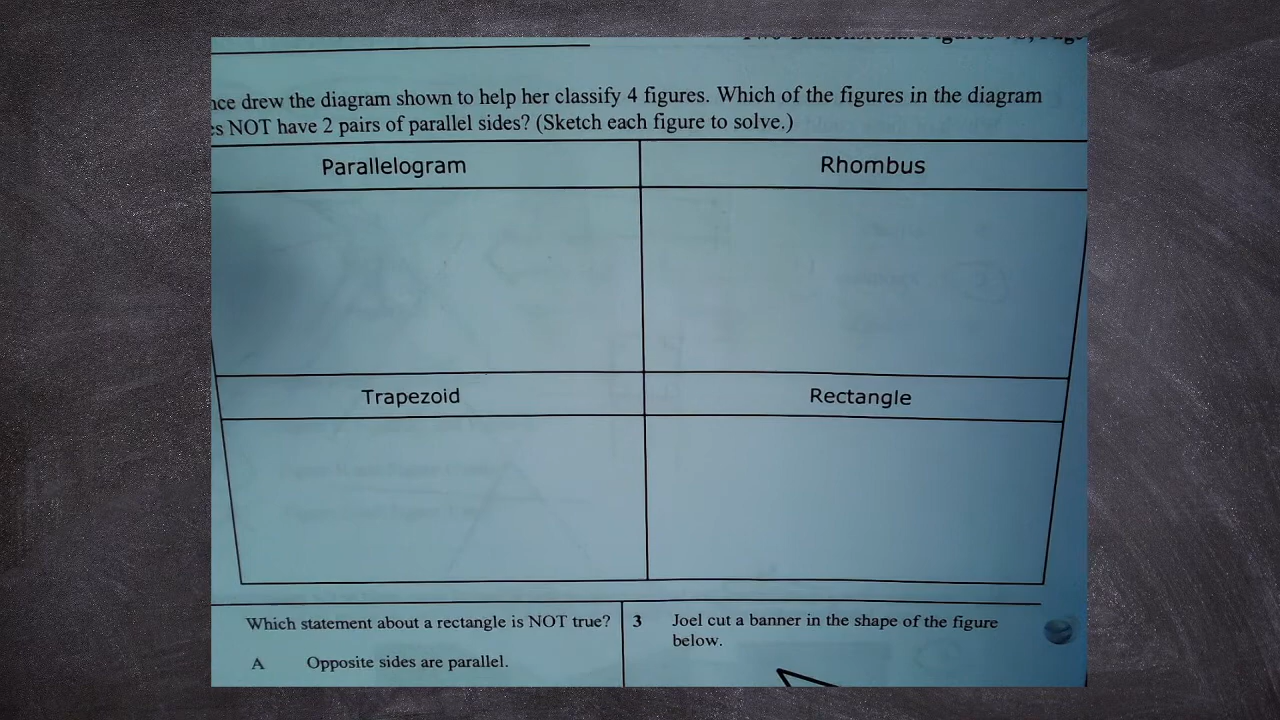 drew the diagram shown to help her classify 4 figures. Which of the figures in the diagram
NOT have 2 pairs of parallel sides? (Sketch each figure to solve.)
Parallelogram
Rhombus
Trapezoid
Rectangle
Which statement about a rectangle is NOT true?
A Opposite sides are parallel.
3 Joel cut a banner in the shape of the figure
below.